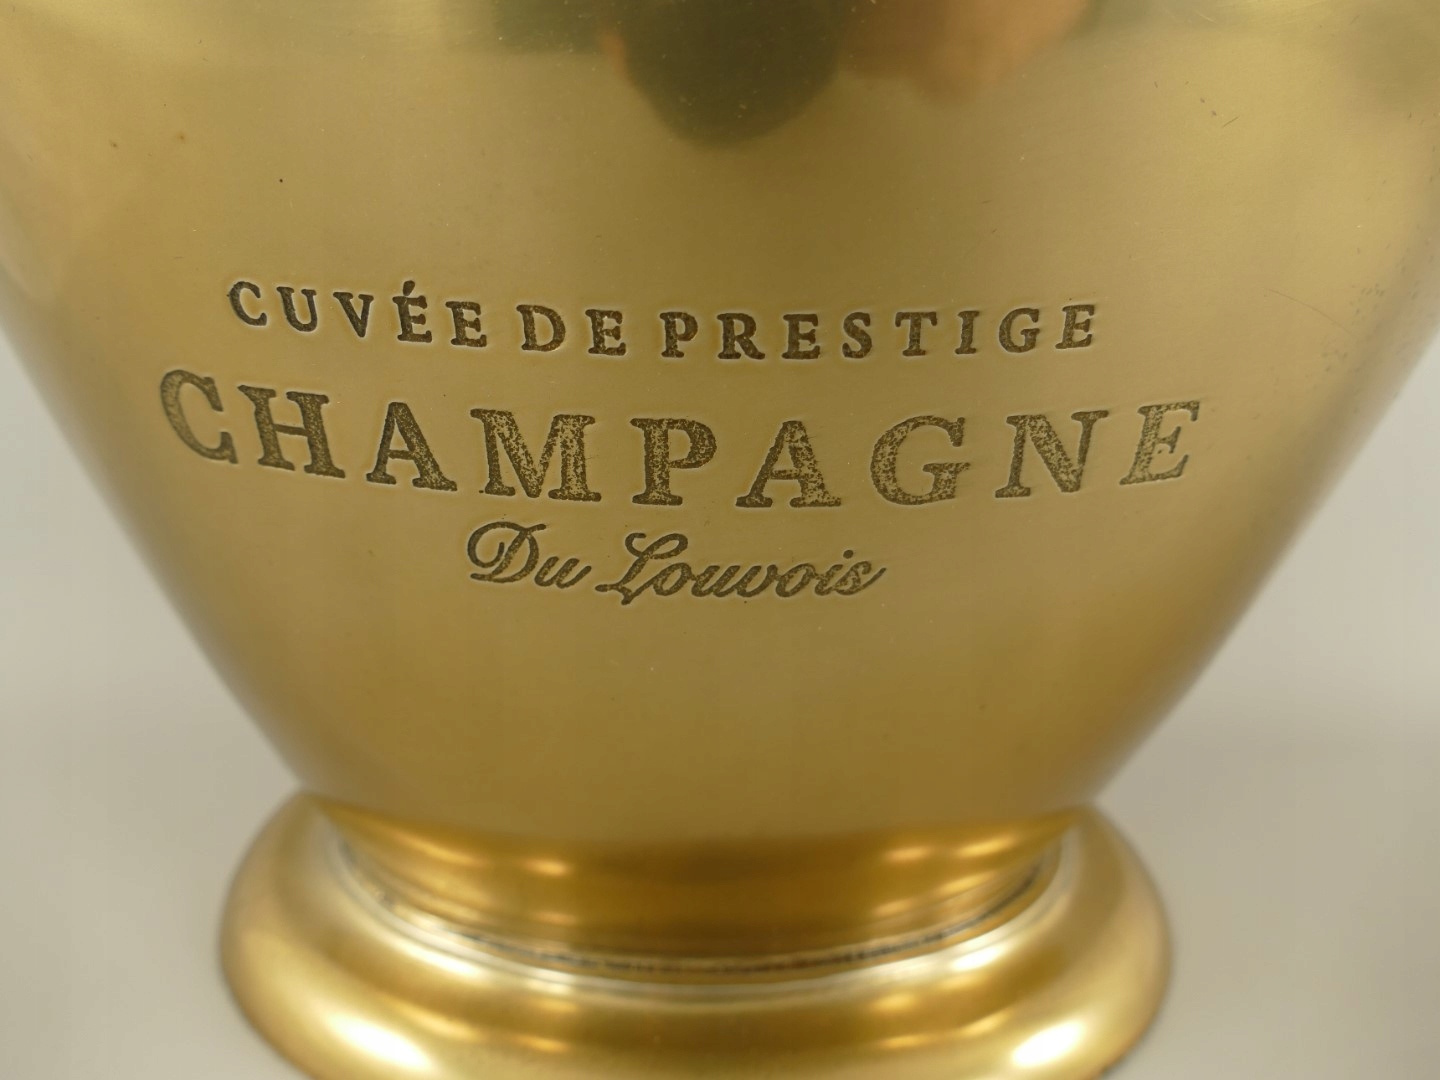 CUVÉE DE PRESTIGE
CHAMPAGNE
Du Louvois